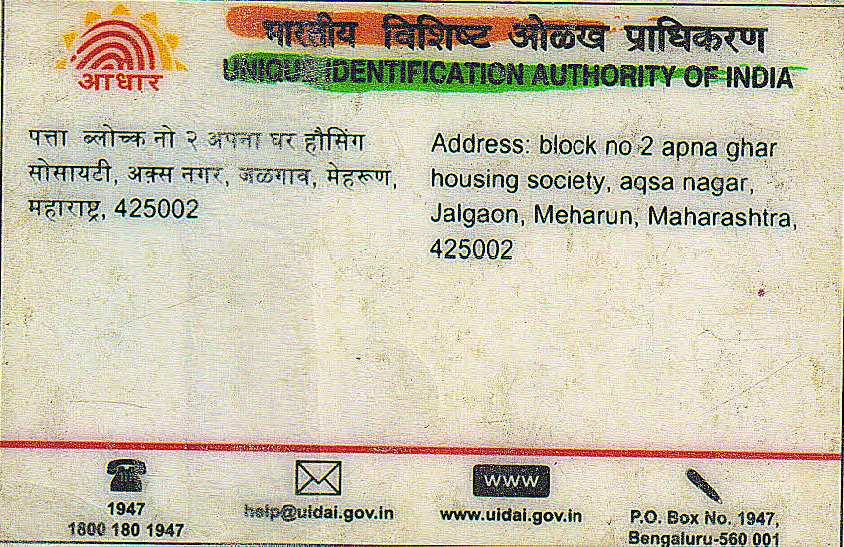 आधार
भारतीय विशिष्ट ओळख प्राधिकरण
UNIQUE IDENTIFICATION AUTHORITY OF INDIA
पत्ता ब्लोच्क नो २ अपना घर हौसिंग
सोसायटी, अक्स नगर, जळगाव, मेहरूण,
महाराष्ट्र, 425002
Address: block no 2 apna ghar
housing society, aqsa nagar,
Jalgaon, Meharun, Maharashtra,
425002
1947
1800 180 1947
help@uidai.gov.in
www
www.uidai.gov.in
P.O. Box No. 1947,
Bengaluru-560 001